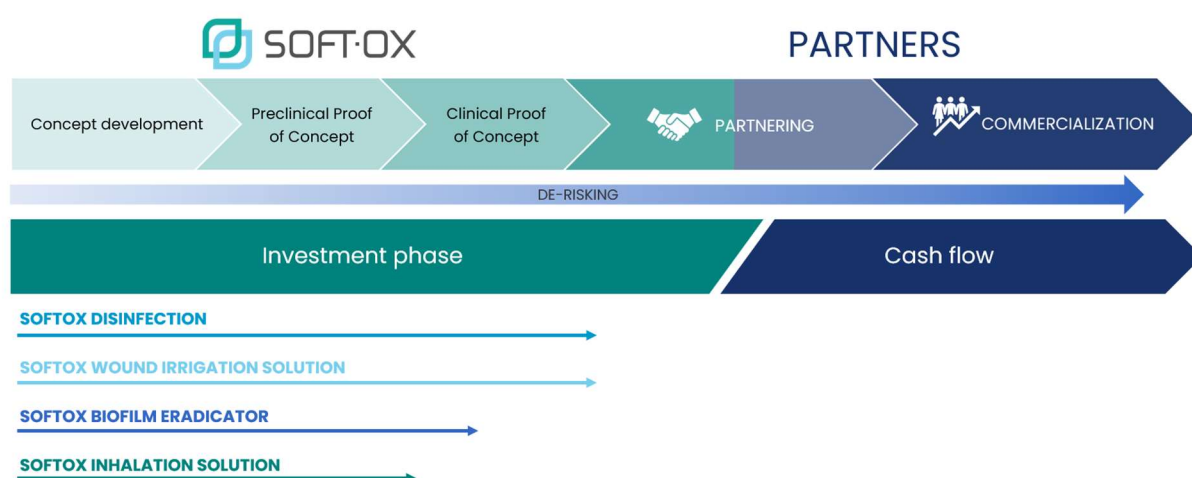 SOFT·OX
PARTNERS
Concept development
Preclinical Proof
of Concept
Clinical Proof
of Concept
PARTNERING
COMMERCIALIZATION
DE-RISKING
Investment phase
Cash flow
SOFTOX DISINFECTION
SOFTOX WOUND IRRIGATION SOLUTION
SOFTOX BIOFILM ERADICATOR
SOFTOX INHALATION SOLUTION